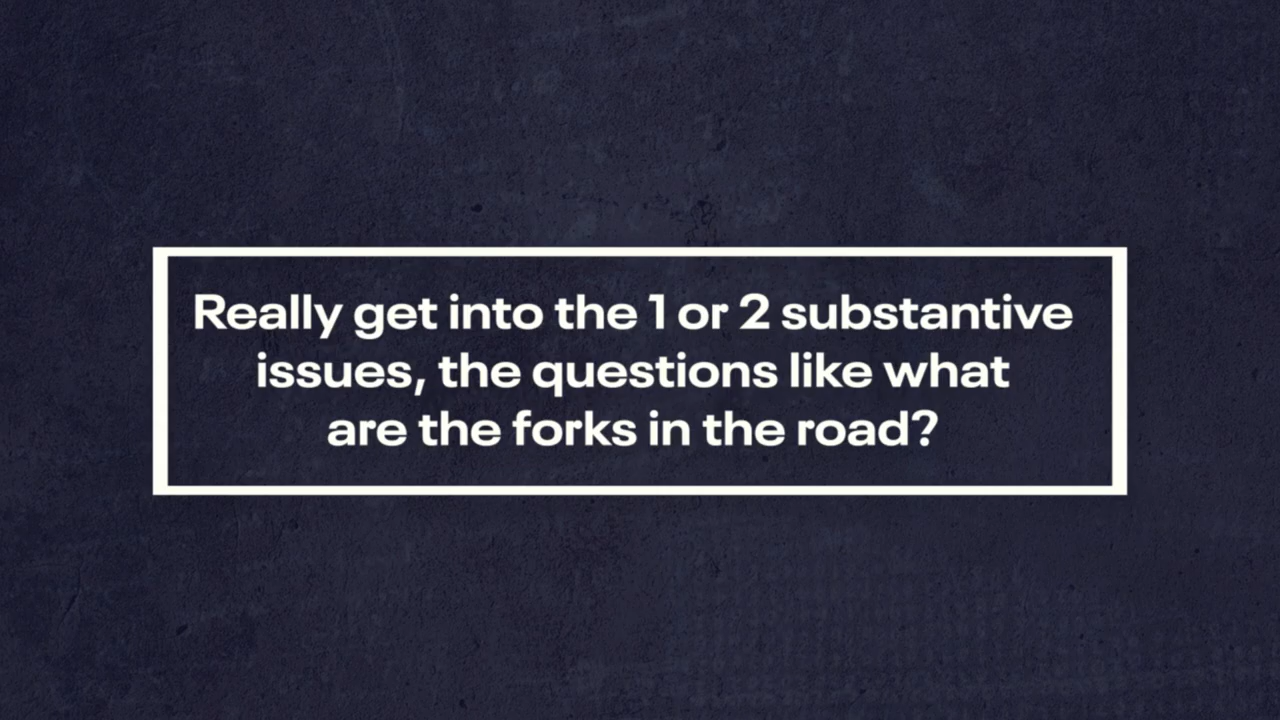 Really get into the 1 or 2 substantive
issues, the questions like what
are the forks in the road?